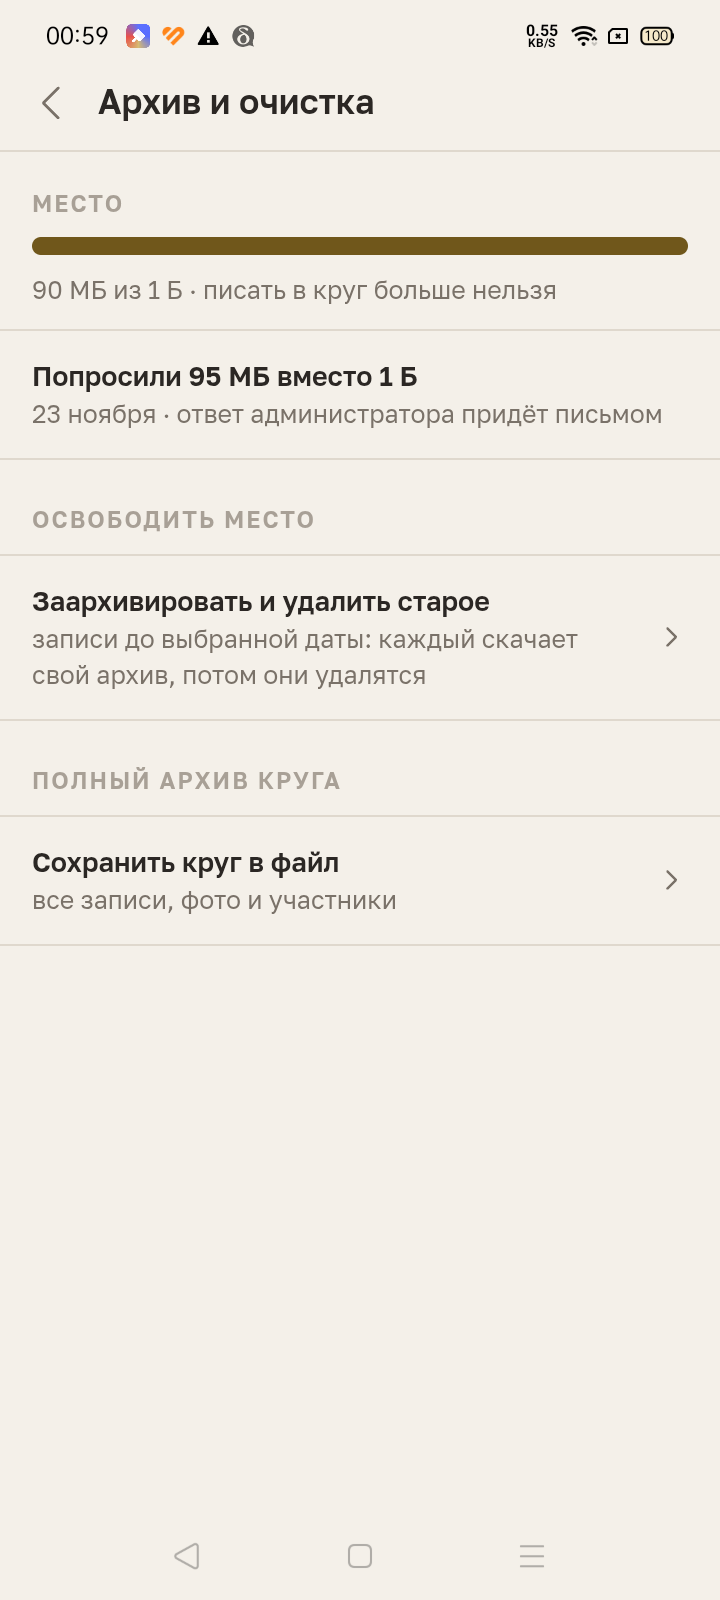 00:59
0.55
KB/S
100
Архив и очистка
МЕСТО
90 МБ из 1 Б · писать в круг больше нельзя
Попросили 95 МБ вместо 1 Б
23 ноября · ответ администратора придёт письмом
ОСВОБОДИТЬ МЕСТО
Заархивировать и удалить старое
записи до выбранной даты: каждый скачает
свой архив, потом они удалятся
ПОЛНЫЙ АРХИВ КРУГА
Сохранить круг в файл
все записи, фото и участники